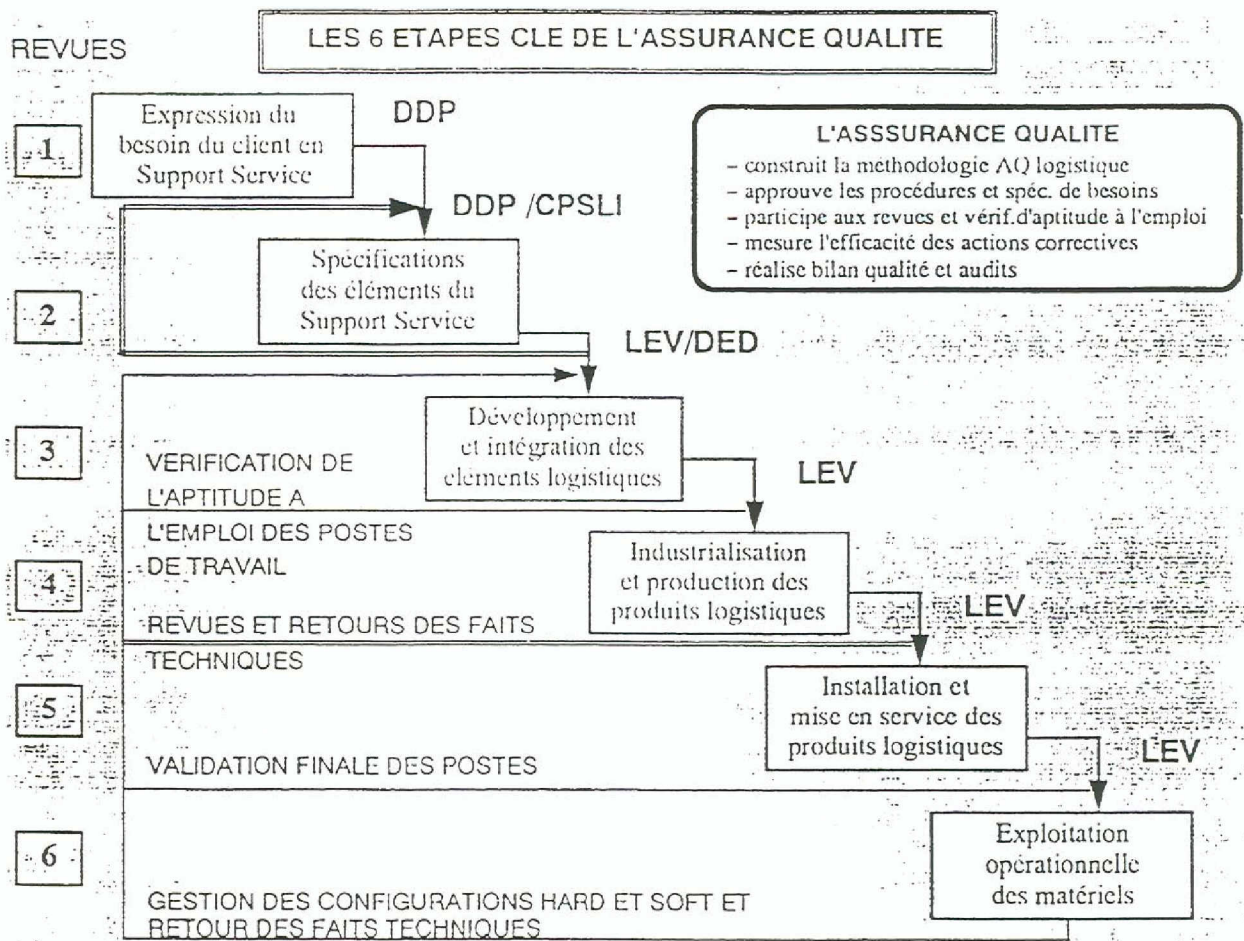 LES 6 ETAPES CLE DE L'ASSURANCE QUALITE
REVUES
1
Expression du
besoin du client en
Support Service
DDP
L'ASSSURANCE QUALITE
– construit la méthodologie AQ logistique
– approuve les procédures et spéc. de besoins
– participe aux revues et vérif.d'aptitude à l'emploi
– mesure l'efficacité des actions correctives
– réalise bilan qualité et audits
DDP /CPSLI
2
Spécifications
des éléments du
Support Service
LEV/DED
3
Développement
et intégration des
eléments logistiques
LEV
VERIFICATION DE
L'APTITUDE A
L'EMPLOI DES POSTES
DE TRAVAIL
4
Industrialisation
et production des
produits logistiques
LEV
REVUES ET RETOURS DES FAITS
TECHNIQUES
5
Installation et
mise en service des
produits logistiques
LEV
VALIDATION FINALE DES POSTES
6
Exploitation
opérationnelle
des matériels
GESTION DES CONFIGURATIONS HARD ET SOFT ET
RETOUR DES FAITS TECHNIQUES